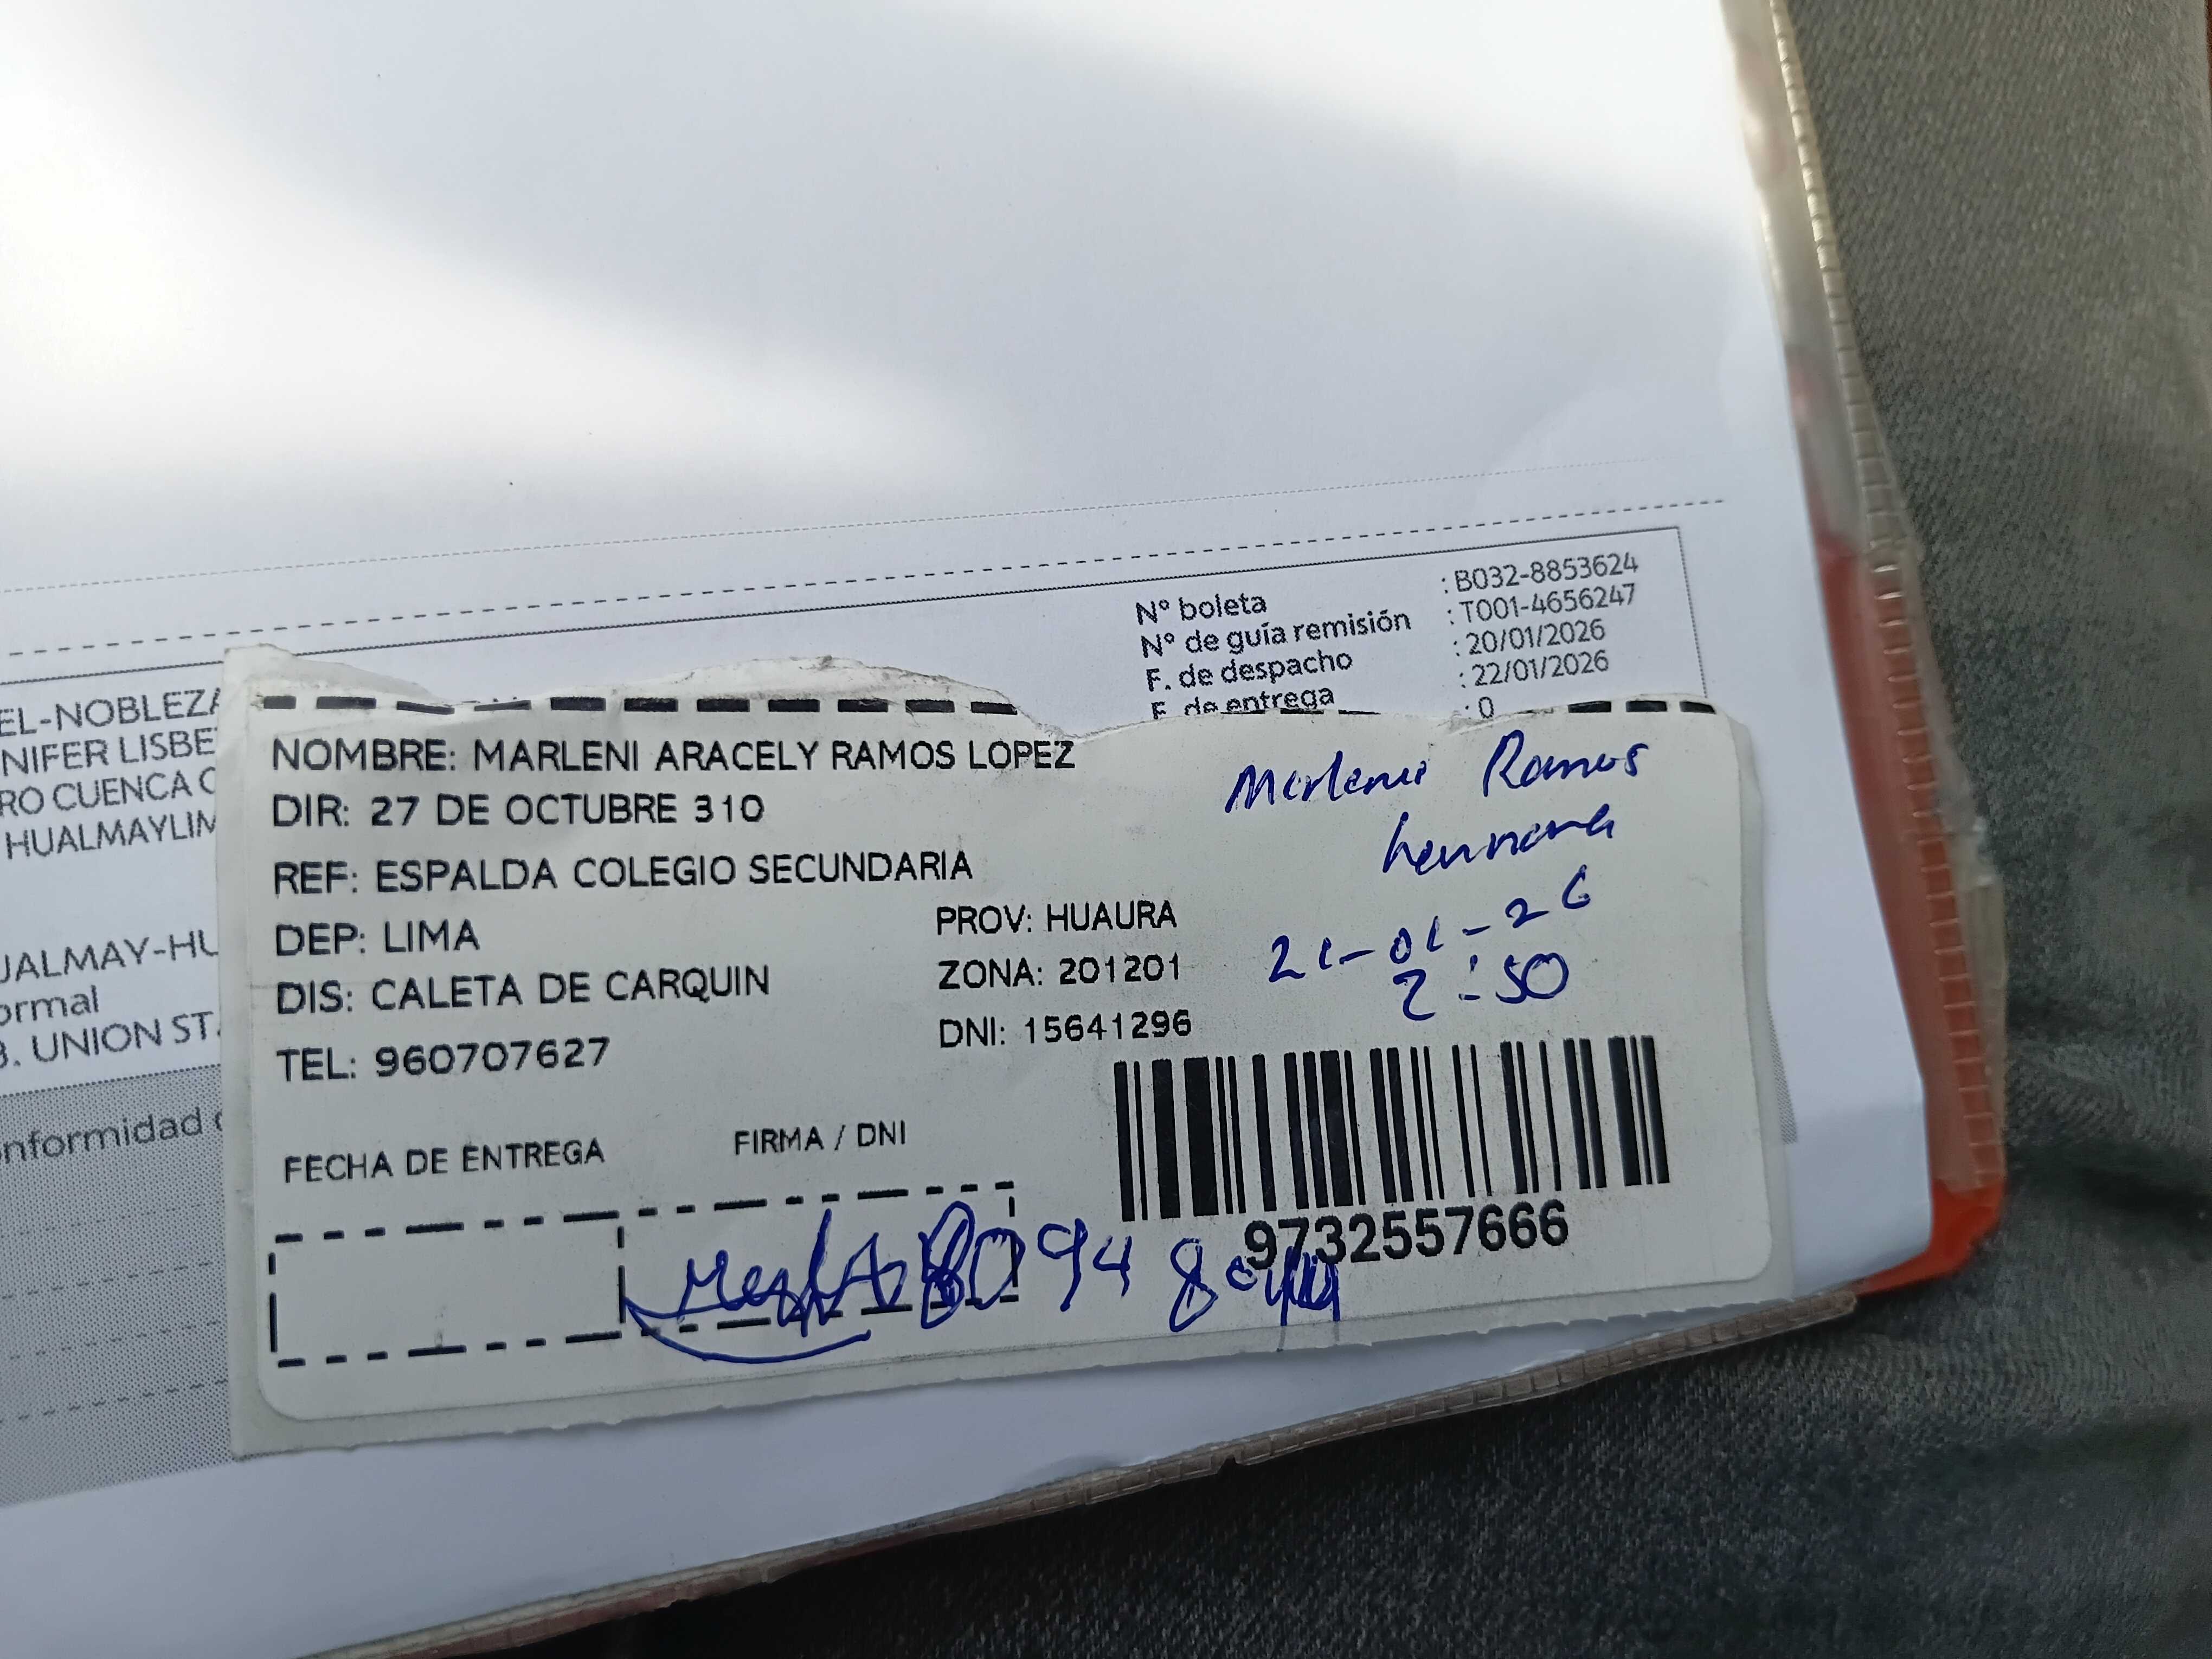 Nº boleta : B032-8853624
Nº de guía remisión : T001-4656247
F. de despacho : 20/01/2026
F. de entrega : 22/01/2026
: 0
EL-NOBLEZA
NIFER LISBE
RO CUENCA C
HUALMAYLIM
UALMAY-HU
ormal
3. UNION ST.
nformidad
NOMBRE: MARLENI ARACELY RAMOS LOPEZ
DIR: 27 DE OCTUBRE 310
REF: ESPALDA COLEGIO SECUNDARIA
DEP: LIMA PROV: HUAURA
DIS: CALETA DE CARQUIN ZONA: 201201
TEL: 960707627 DNI: 15641296
FECHA DE ENTREGA FIRMA / DNI
Marleni Ramos
hermana
21-01-26
2:50
9732557666